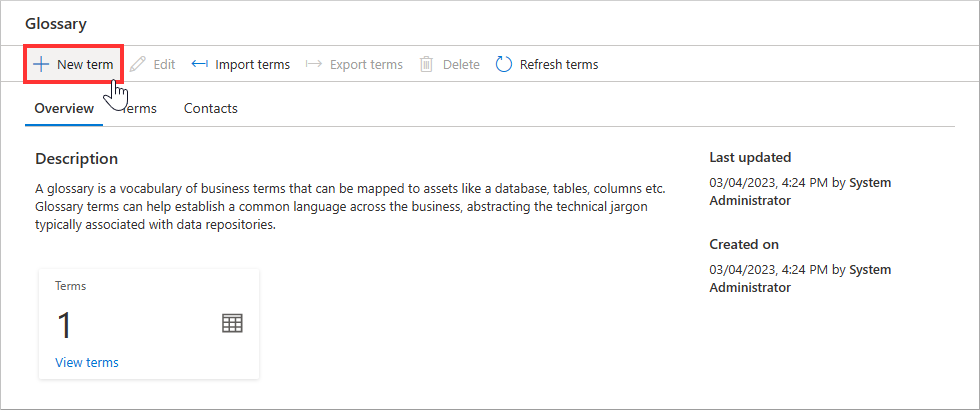 Glossary
New term Edit Import terms Export terms Delete Refresh terms
Overview Terms Contacts
Description
A glossary is a vocabulary of business terms that can be mapped to assets like a database, tables, columns etc.
Glossary terms can help establish a common language across the business, abstracting the technical jargon
typically associated with data repositories.
Last updated
03/04/2023, 4:24 PM by System
Administrator
Created on
03/04/2023, 4:24 PM by System
Administrator
Terms
1
View terms